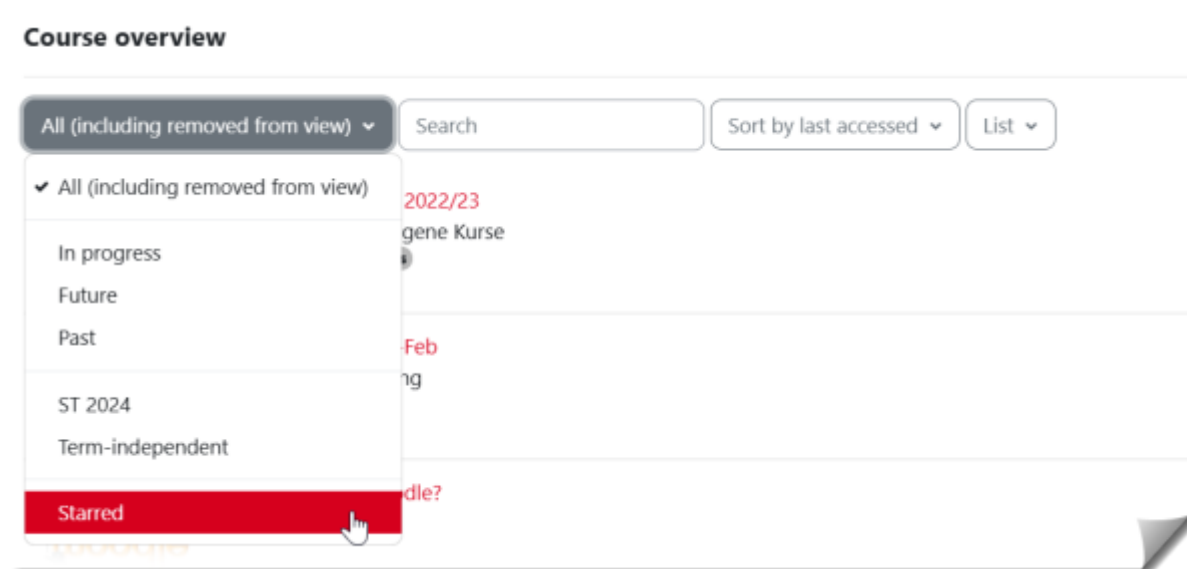 Course overview
All (including removed from view)
Search
Sort by last accessed
List
All (including removed from view)
2022/23
In progress
gene Kurse
Future
Past
-Feb
ng
ST 2024
Term-independent
dle?
Starred